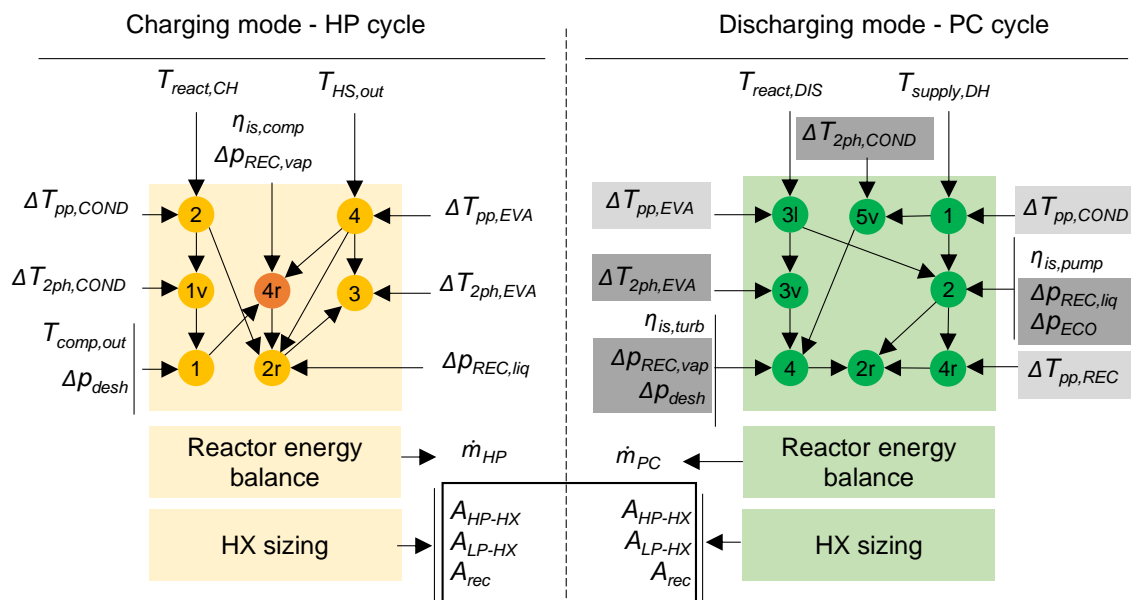 Charging mode - HP cycle
T_react,CH
T_HS,out
η_is,comp
Δp_REC,vap
ΔT_pp,COND
2
4
ΔT_pp,EVA
ΔT_2ph,COND
1v
4r
3
ΔT_2ph,EVA
T_comp,out
Δp_desh
1
2r
Δp_REC,liq
Reactor energy
balance
ṁ_HP
HX sizing
A_HP-HX
A_LP-HX
A_rec
Discharging mode - PC cycle
T_react,DIS
T_supply,DH
ΔT_2ph,COND
ΔT_pp,EVA
3l
5v
1
ΔT_pp,COND
ΔT_2ph,EVA
3v
2
η_is,pump
Δp_REC,liq
Δp_ECO
η_is,turb
Δp_REC,vap
Δp_desh
4
2r
4r
ΔT_pp,REC
ṁ_PC
Reactor energy
balance
A_HP-HX
A_LP-HX
A_rec
HX sizing